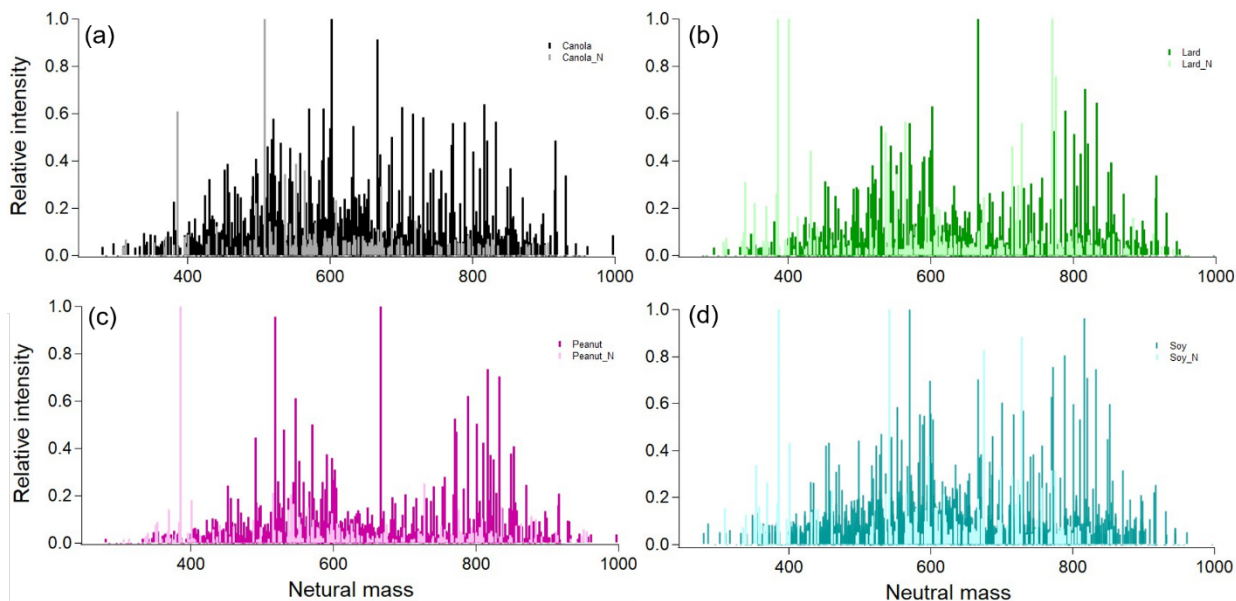 (a)
Canola
Canola_N
Relative intensity
1.0
0.8
0.6
0.4
0.2
0.0
400
600
800
1000
(b)
Lard
Lard_N
1.0
0.8
0.6
0.4
0.2
0.0
400
600
800
1000
(c)
Peanut
Peanut_N
Relative intensity
1.0
0.8
0.6
0.4
0.2
0.0
400
600
800
1000
Netural mass
(d)
Soy
Soy_N
1.0
0.8
0.6
0.4
0.2
0.0
400
600
800
1000
Neutral mass